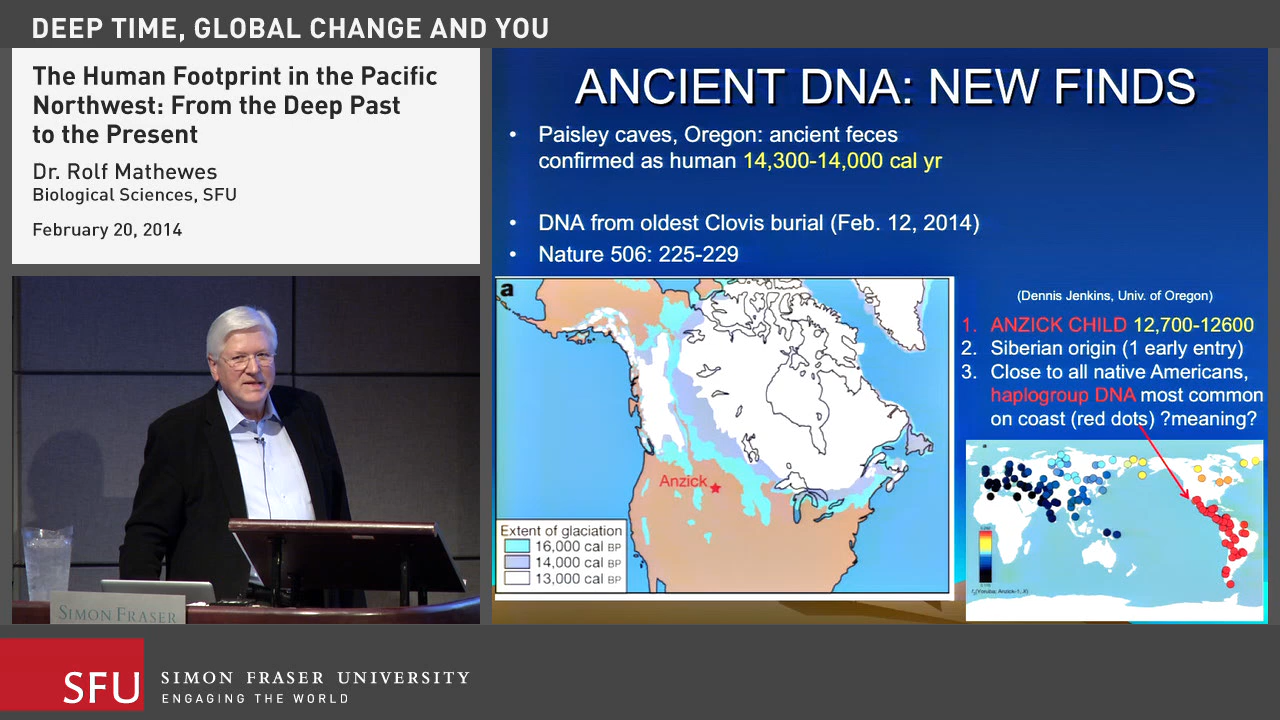 DEEP TIME, GLOBAL CHANGE AND YOU
The Human Footprint in the Pacific
Northwest: From the Deep Past
to the Present
Dr. Rolf Mathewes
Biological Sciences, SFU
February 20, 2014
SIMON FRASER
ANCIENT DNA: NEW FINDS
• Paisley caves, Oregon: ancient feces
confirmed as human 14,300-14,000 cal yr
• DNA from oldest Clovis burial (Feb. 12, 2014)
• Nature 506: 225-229
a
Anzick
Extent of glaciation
16,000 cal BP
14,000 cal BP
13,000 cal BP
(Dennis Jenkins, Univ. of Oregon)
1. ANZICK CHILD 12,700-12600
2. Siberian origin (1 early entry)
3. Close to all native Americans,
haplogroup DNA most common
on coast (red dots) ?meaning?
SFU
SIMON FRASER UNIVERSITY
ENGAGING THE WORLD